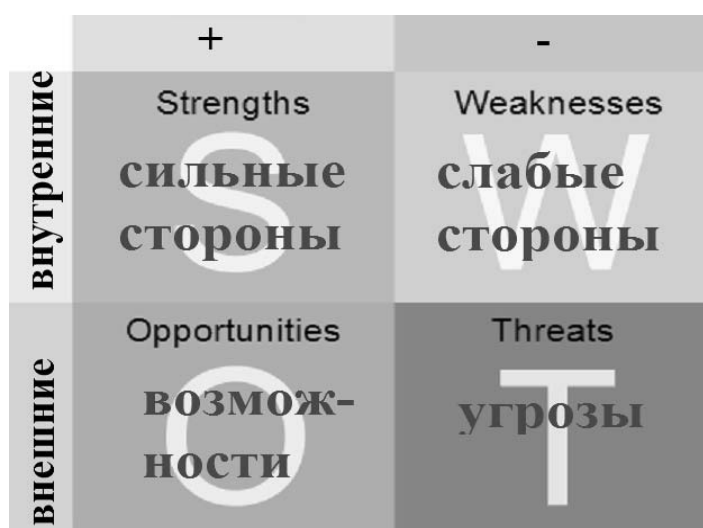 + -
внутренние
Strengths
S
сильные
стороны
Weaknesses
W
слабые
стороны
внешние
Opportunities
O
возмож-
ности
Threats
T
угрозы